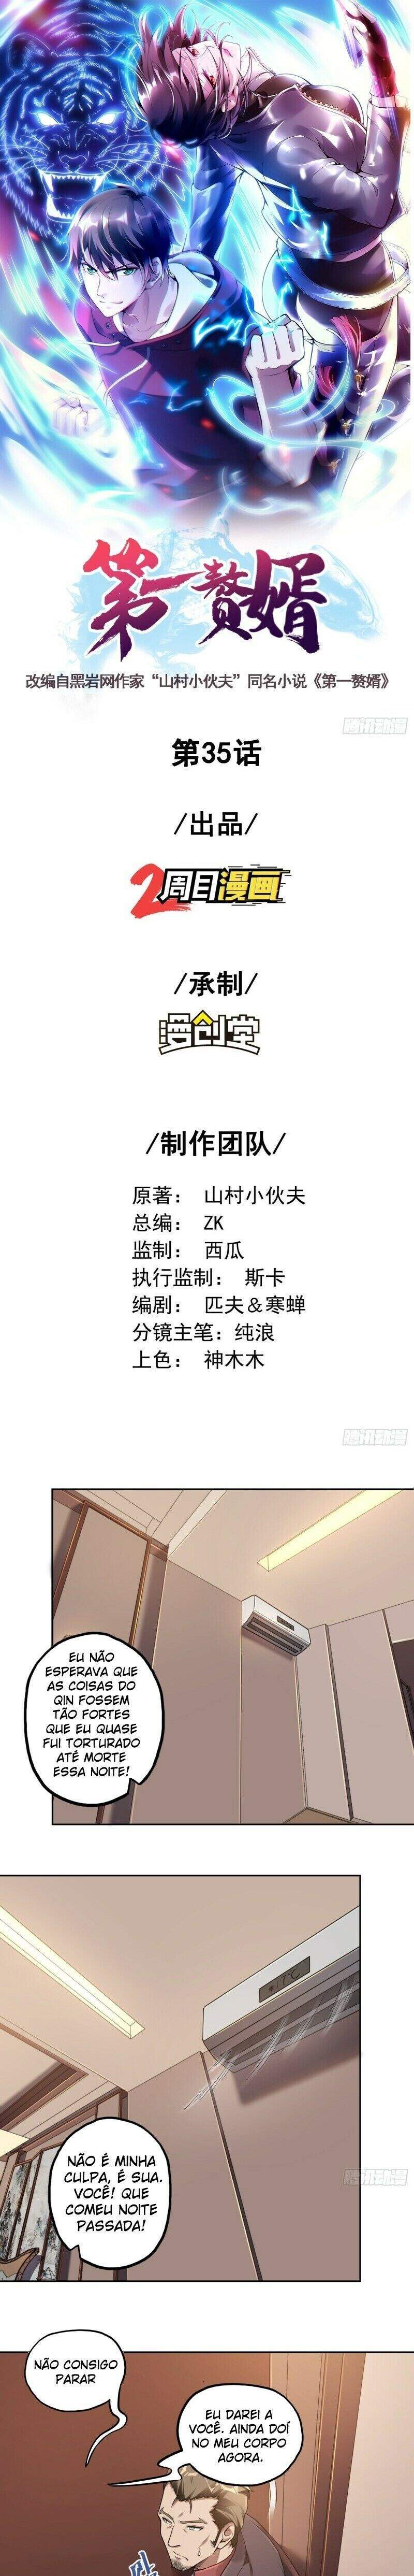 第一赘婿
改编自黑岩网作家“山村小伙夫”同名小说《第一赘婿》
腾讯动漫
第35话
/出品/
2周目漫画
/承制/
漫创堂
/制作团队/
原著： 山村小伙夫
总编： ZK
监制： 西瓜
执行监制： 斯卡
编剧： 匹夫＆寒蝉
分镜主笔：纯浪
上色： 神木木
腾讯动漫
EU NÃO
ESPERAVA QUE
AS COISAS DO
QIN FOSSEM
TÃO FORTES
QUE EU QUASE
FUI TORTURADO
ATÉ MORTE
ESSA NOITE!
+17°C
NÃO É MINHA
CULPA, É SUA.
VOCÊ! QUE
COMEU NOITE
PASSADA!
腾讯动漫
NÃO CONSIGO
PARAR
EU DAREI A
VOCÊ. AINDA DOÍ
NO MEU CORPO
AGORA.